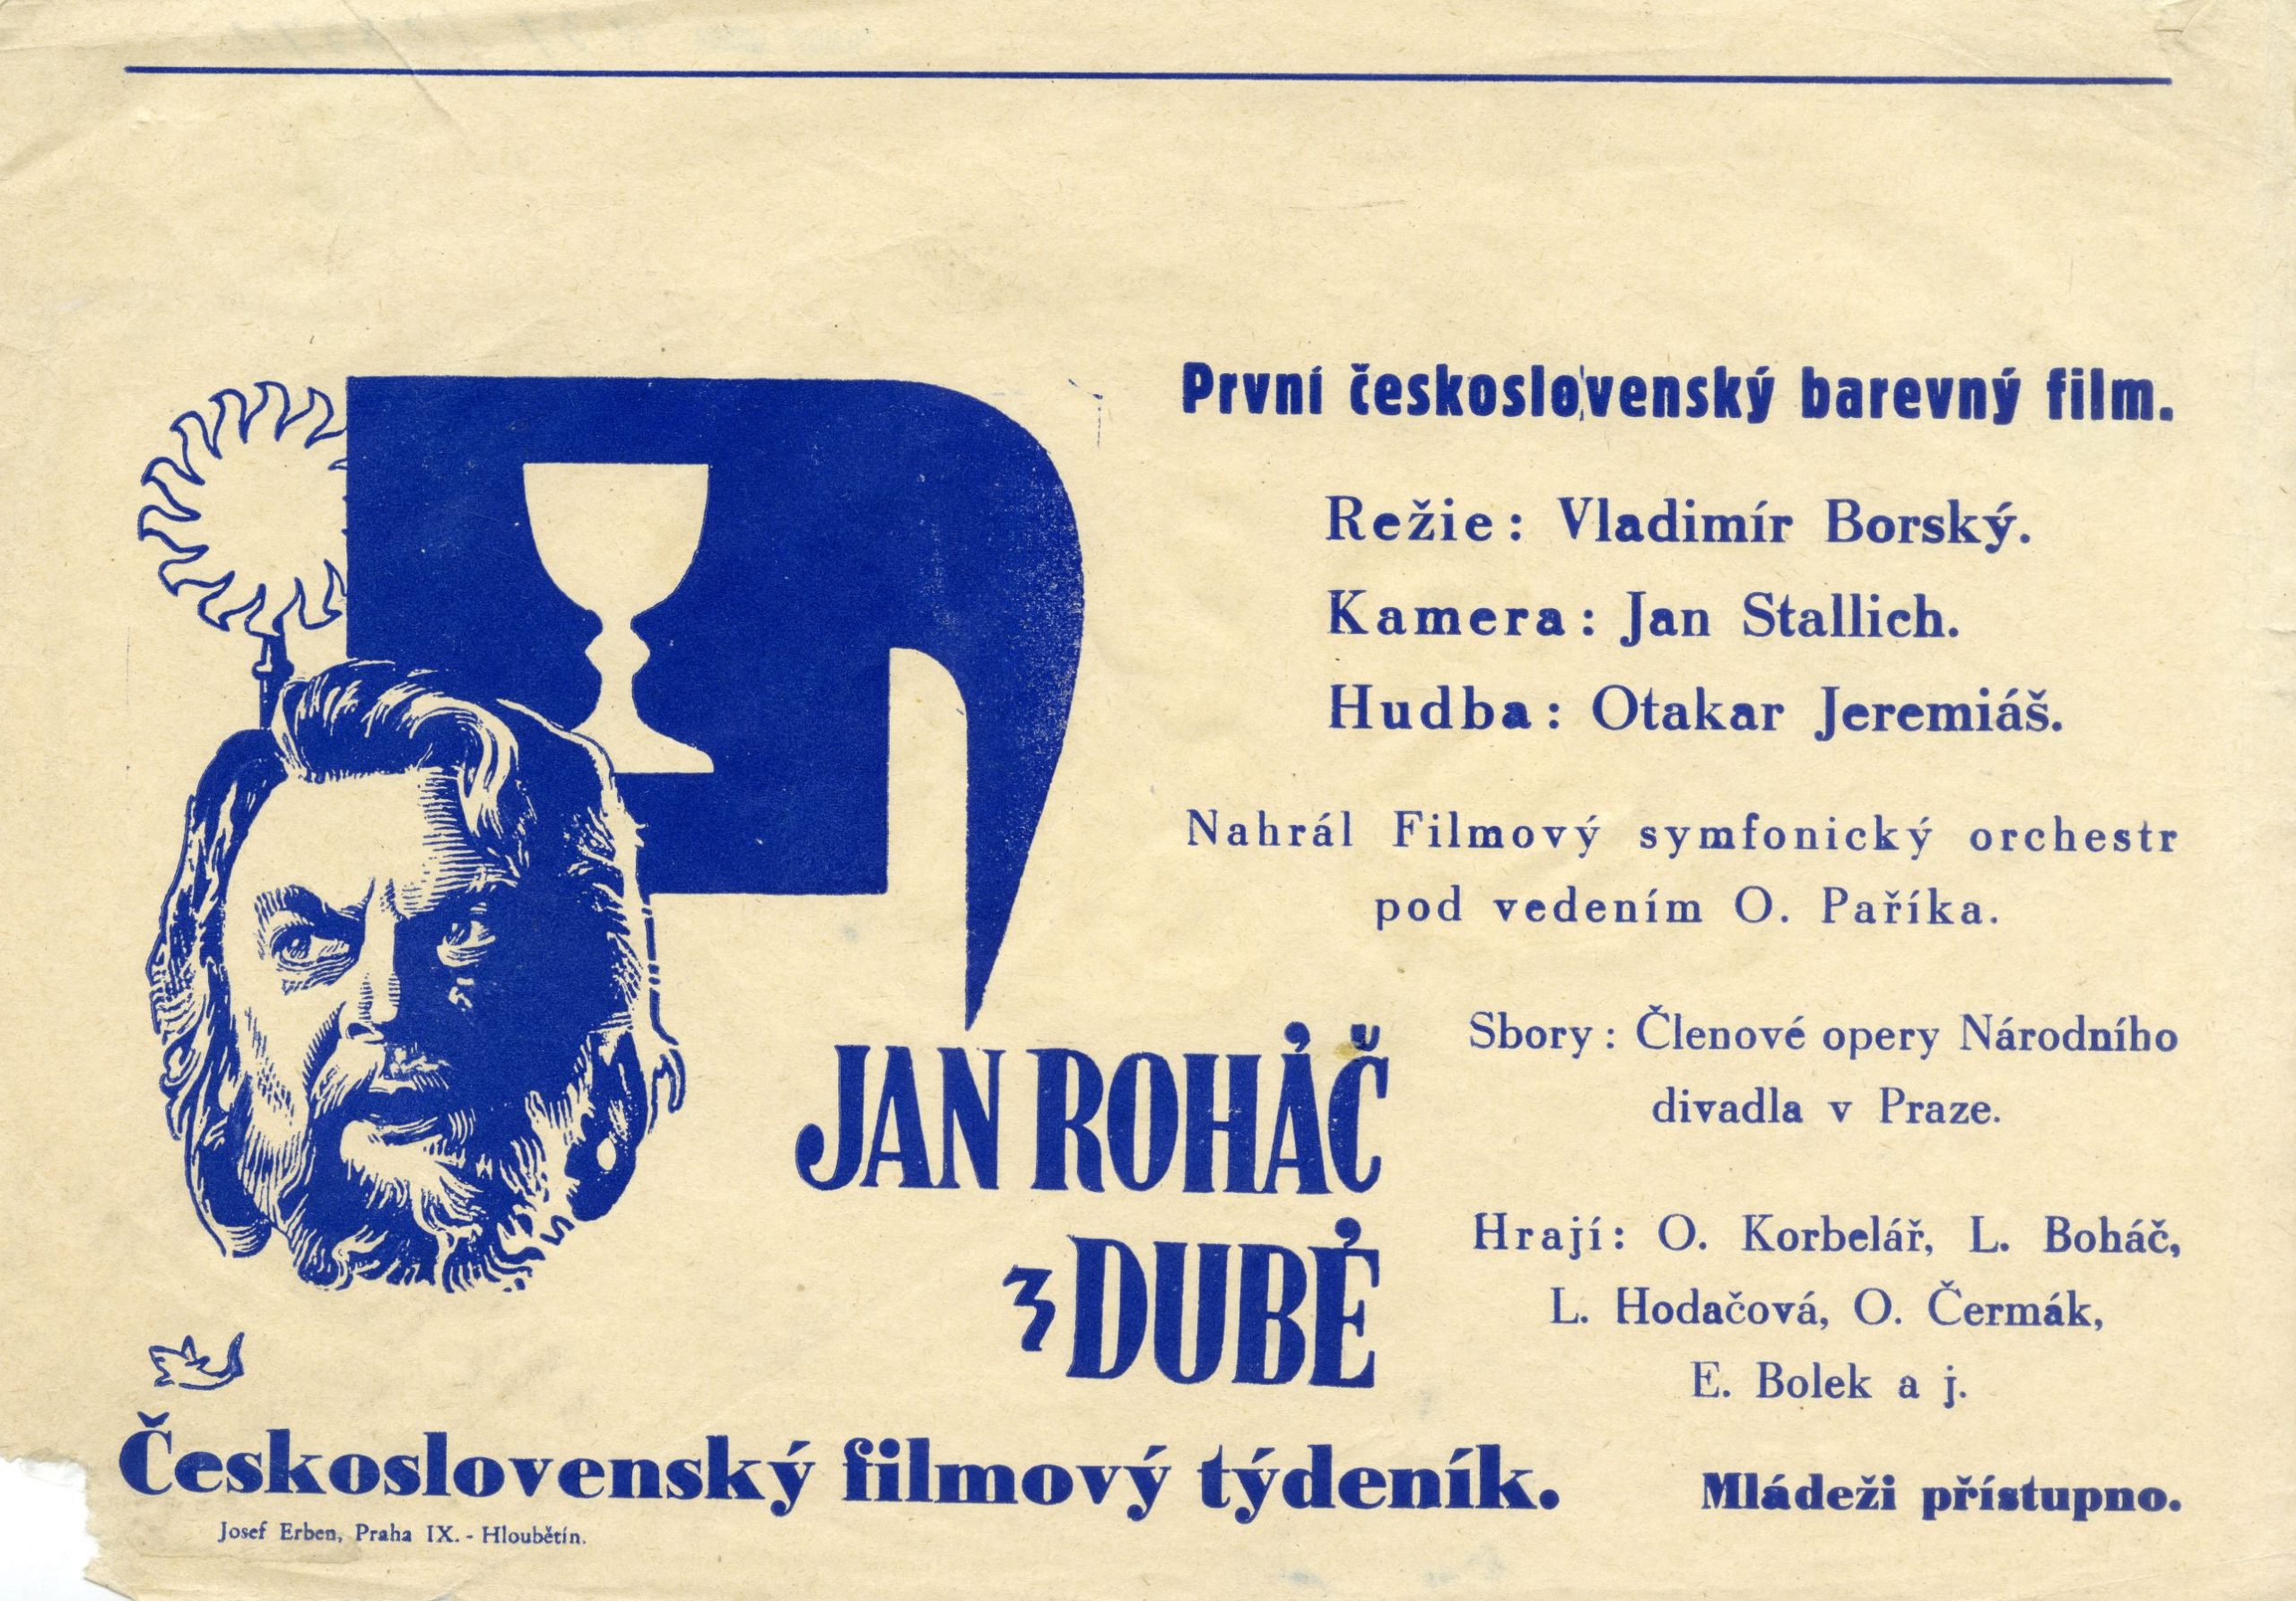 První československý barevný film.
Režie: Vladimír Borský.
Kamera: Jan Stallich.
Hudba: Otakar Jeremiáš.
Nahrál Filmový symfonický orchestr
pod vedením O. Paříka.
Sbory: Členové opery Národního
divadla v Praze.
Hrají: O. Korbelář, L. Boháč,
L. Hodačová, O. Čermák,
E. Bolek a j.
JAN ROHÁČ
z DUBÉ
Československý filmový týdeník.
Mládeži přístupno.
Josef Erben, Praha IX. - Hloubětín.